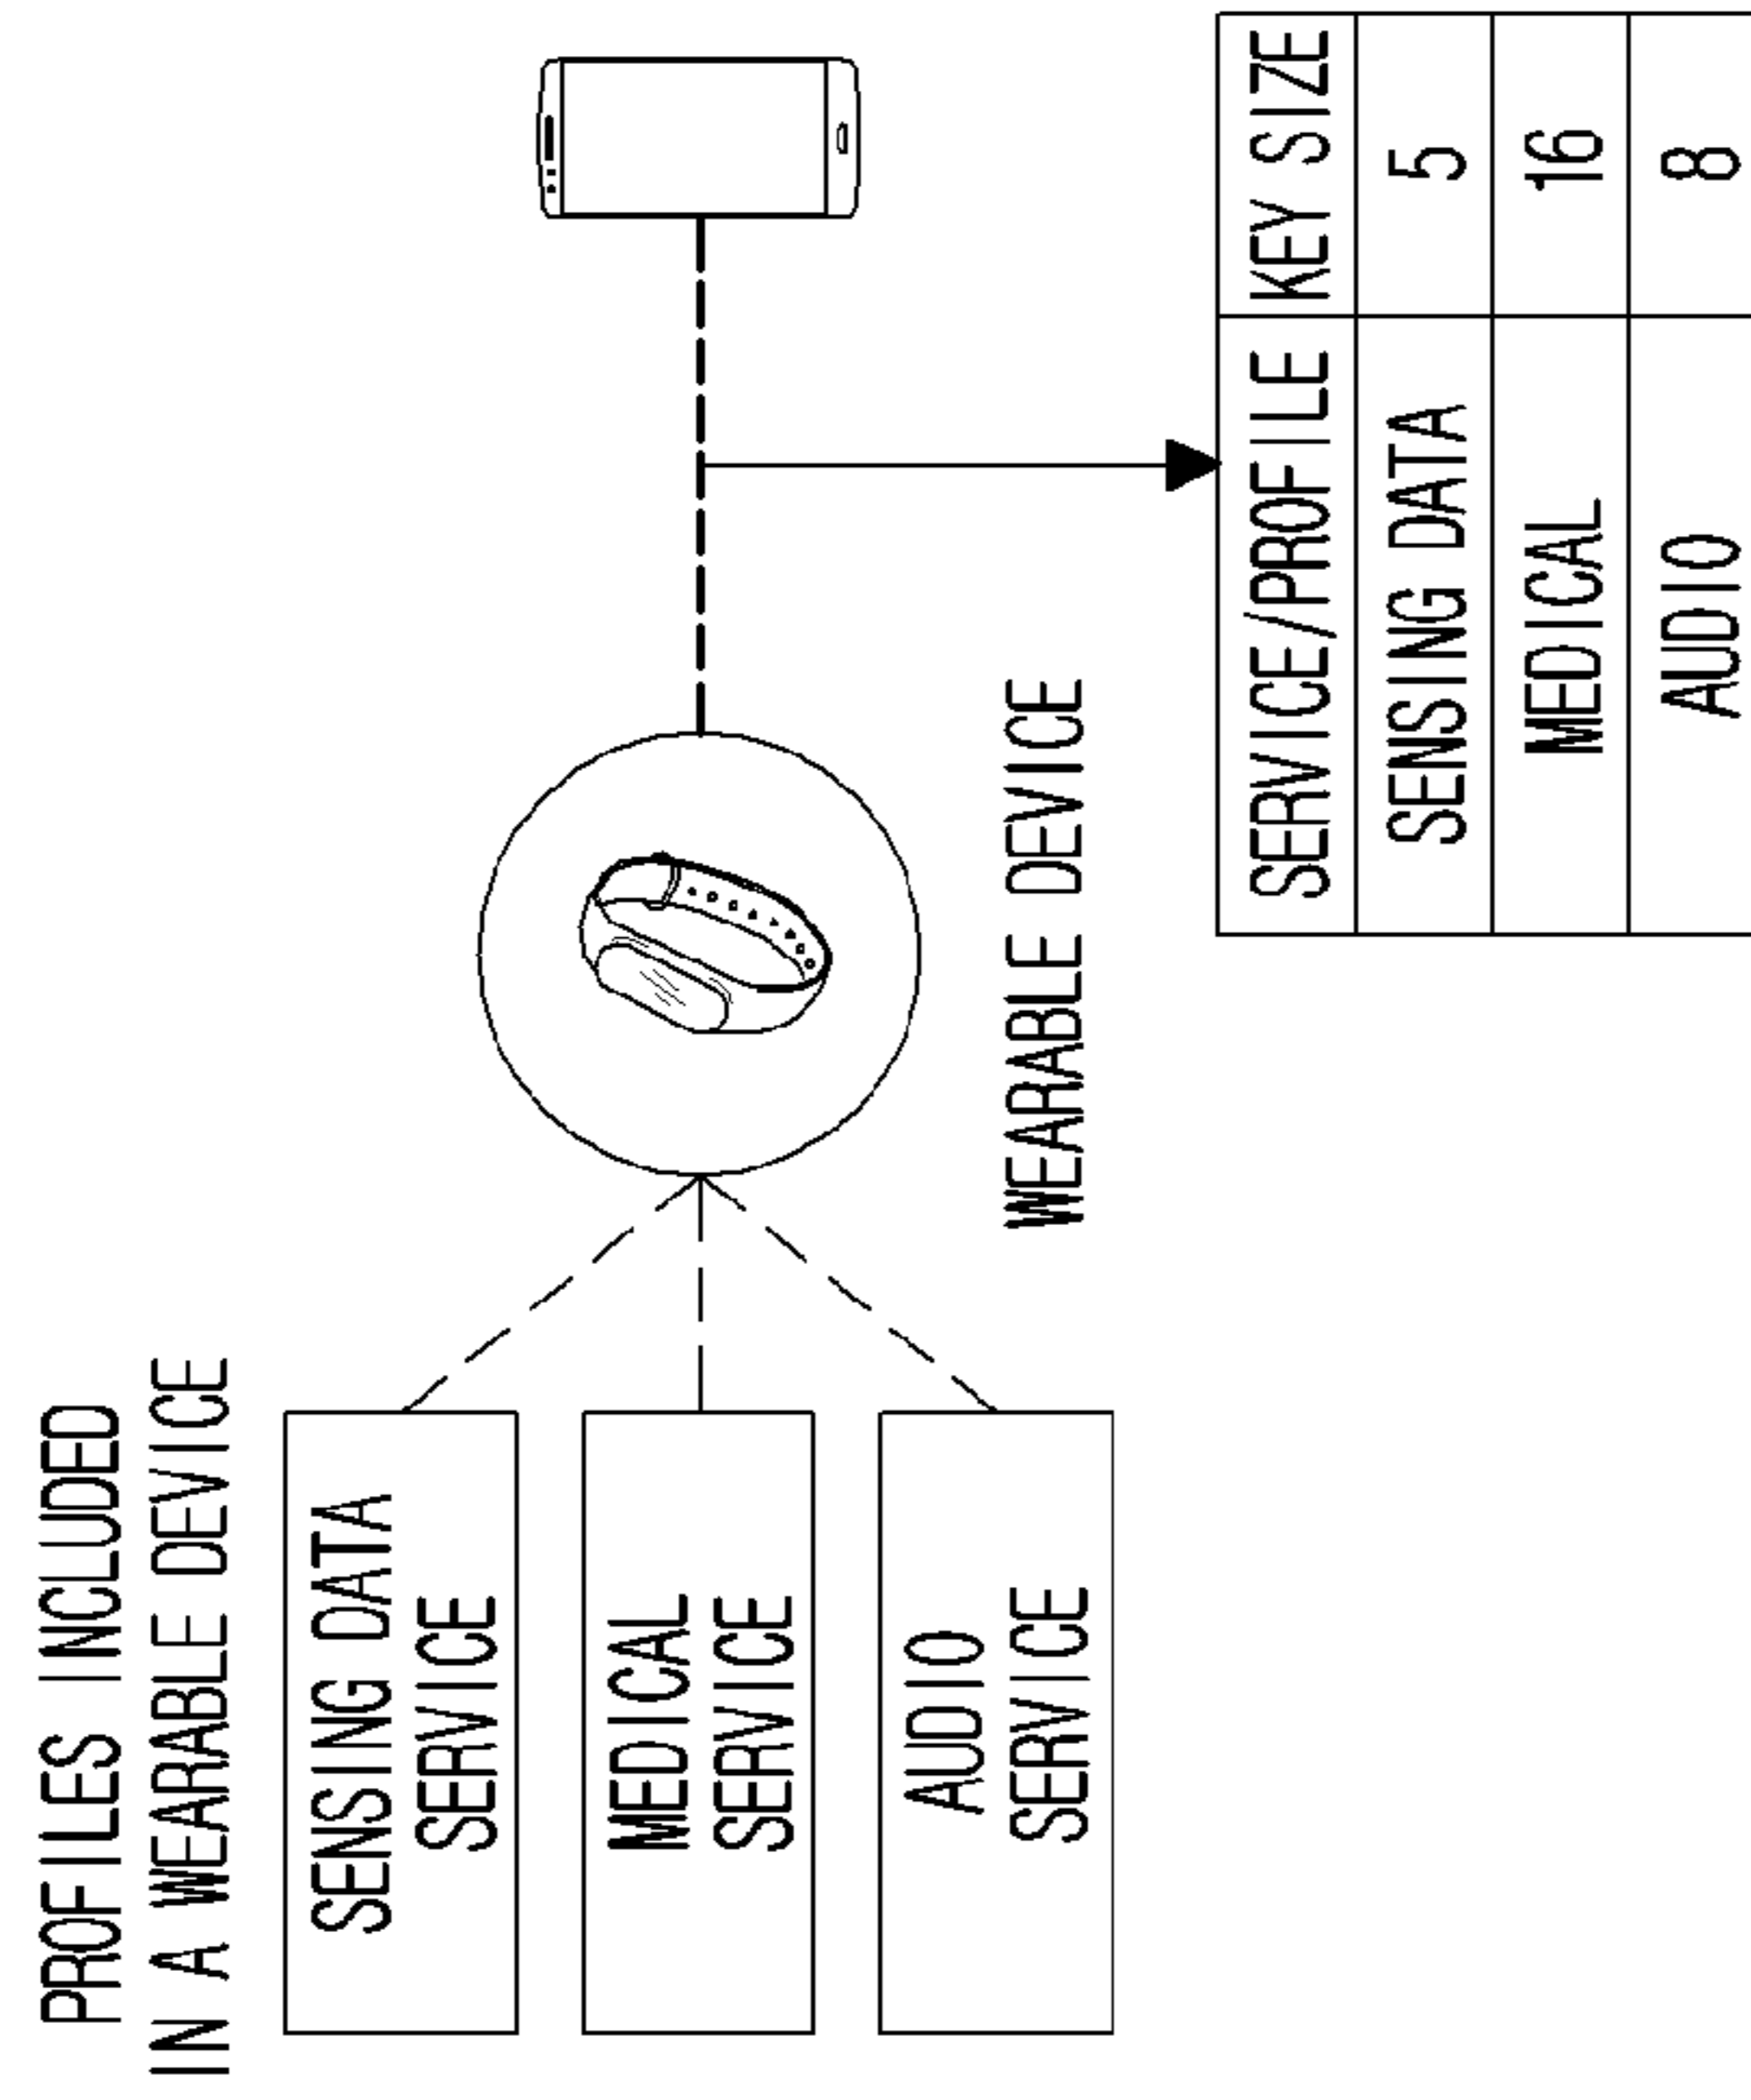 PROFILES INCLUDED
IN A WEARABLE DEVICE
SENSING DATA
SERVICE
MEDICAL
SERVICE
AUDIO
SERVICE
WEARABLE DEVICE
SERVICE/PROFILE KEY SIZE
SENSING DATA 5
MEDICAL 16
AUDIO 8